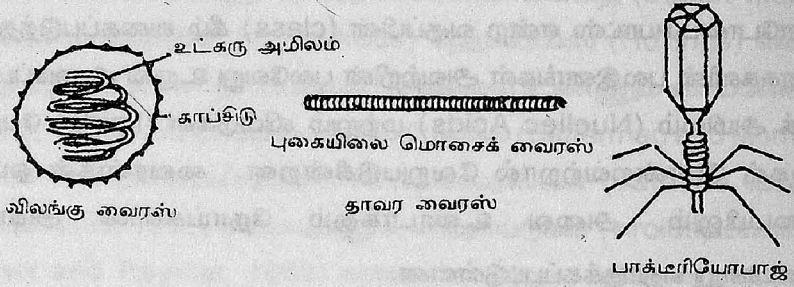 உட்கரு அமிலம்
காப்சிடு
விலங்கு வைரஸ்
புகையிலை மொசைக் வைரஸ்
தாவர வைரஸ்
பாக்டீரியோபாஜ்